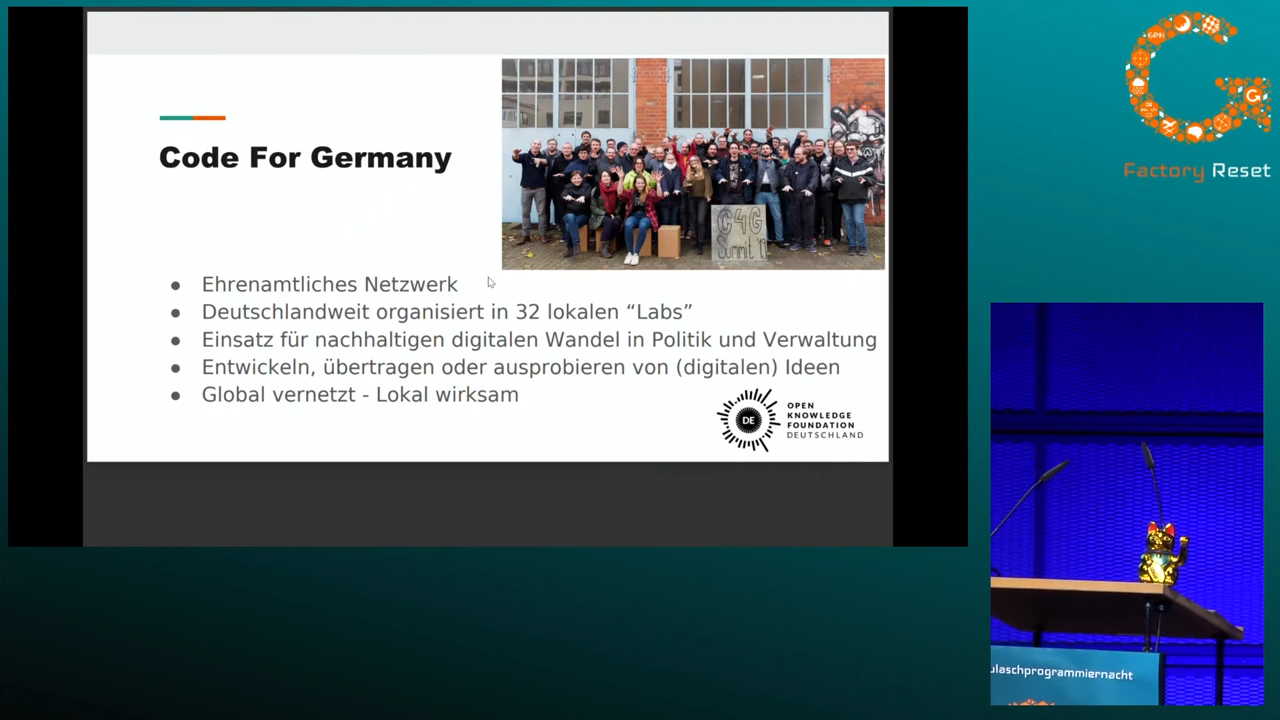 Code For Germany
C4G
Summit '19
● Ehrenamtliches Netzwerk
● Deutschlandweit organisiert in 32 lokalen “Labs”
● Einsatz für nachhaltigen digitalen Wandel in Politik und Verwaltung
● Entwickeln, übertragen oder ausprobieren von (digitalen) Ideen
● Global vernetzt - Lokal wirksam
DE
OPEN
KNOWLEDGE
FOUNDATION
DEUTSCHLAND
GPN
G
Factory Reset
ulaschprogrammiernacht